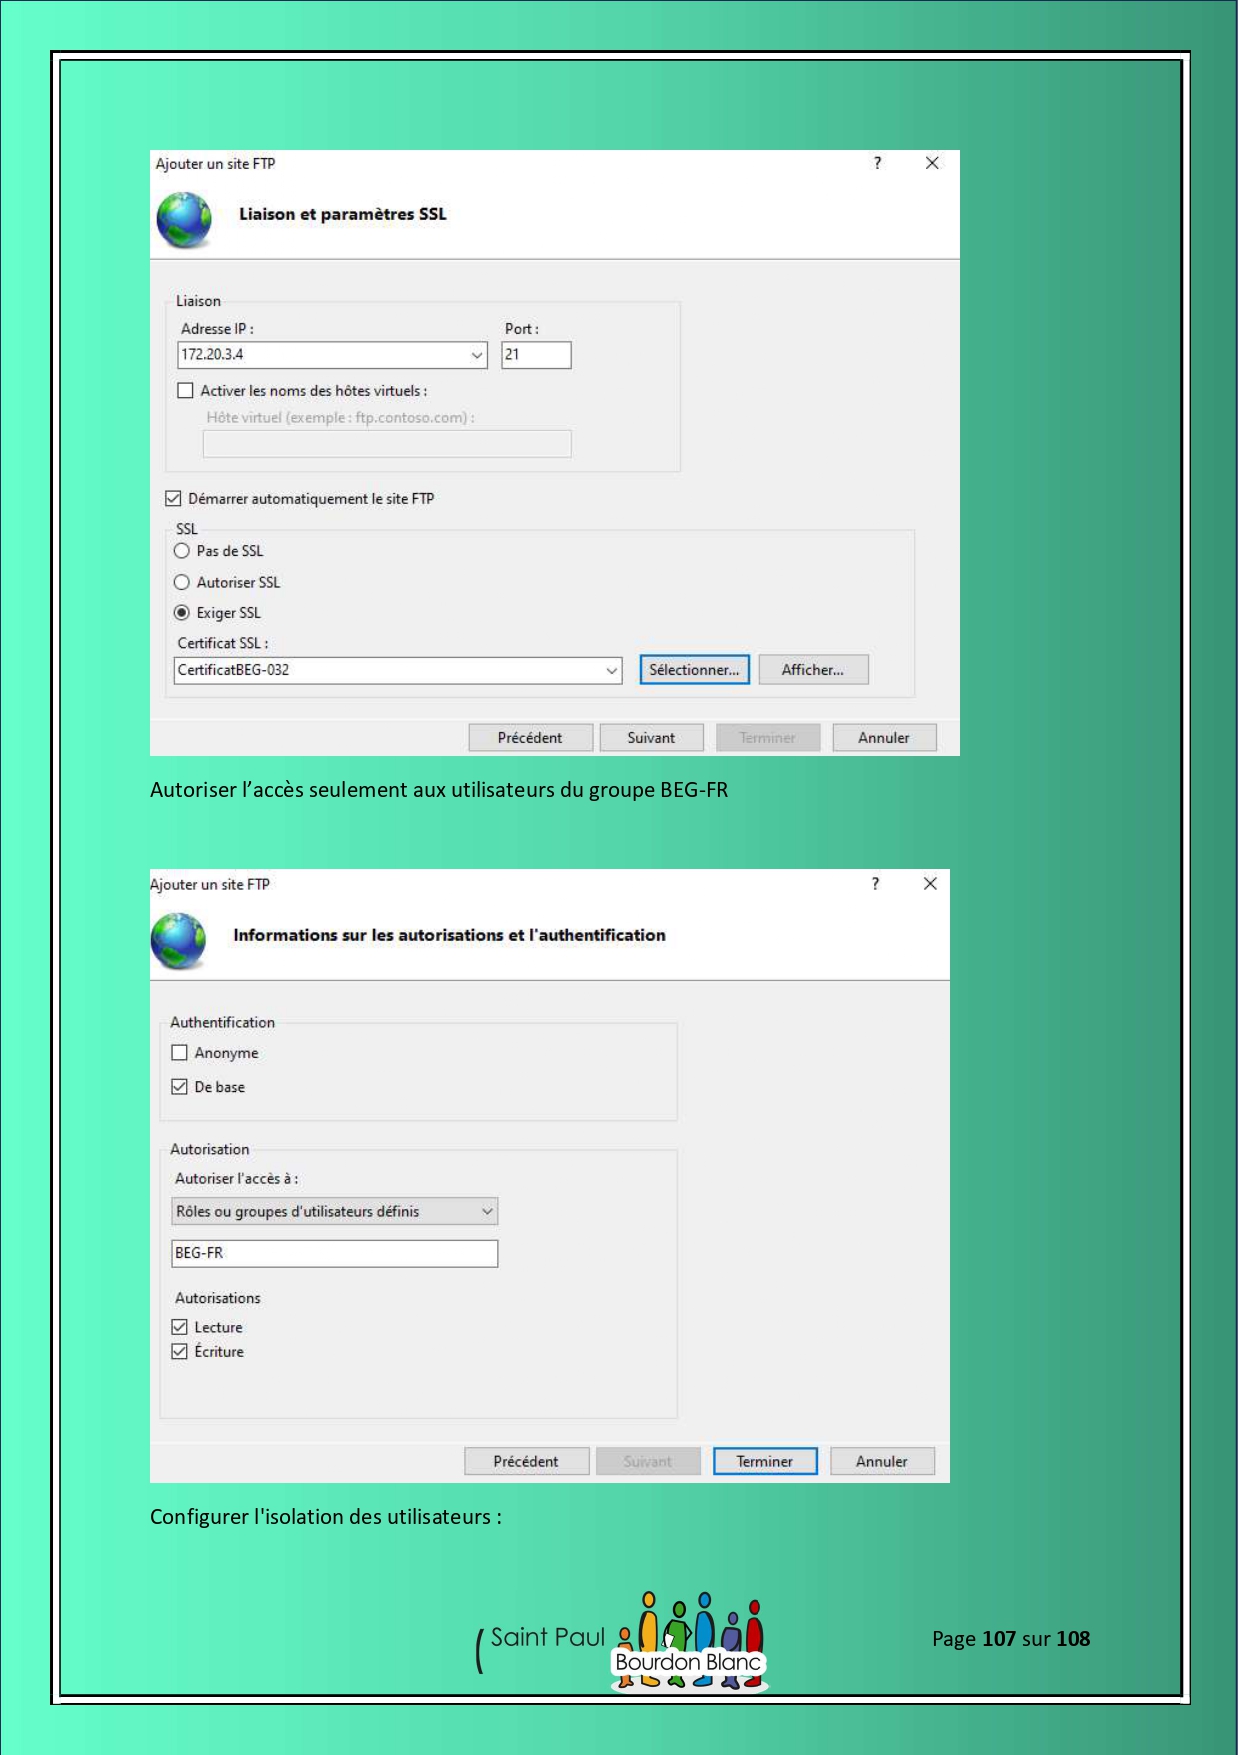 Ajouter un site FTP
?
Liaison et paramètres SSL
Liaison
Adresse IP :
Port :
172.20.3.4
21
Activer les noms des hôtes virtuels :
Hôte virtuel (exemple : ftp.contoso.com) :
Démarrer automatiquement le site FTP
SSL
Pas de SSL
Autoriser SSL
Exiger SSL
Certificat SSL :
CertificatBEG-032
Sélectionner...
Afficher...
Précédent
Suivant
Terminer
Annuler
Autoriser l’accès seulement aux utilisateurs du groupe BEG-FR
Ajouter un site FTP
?
Informations sur les autorisations et l'authentification
Authentification
Anonyme
De base
Autorisation
Autoriser l'accès à :
Rôles ou groupes d'utilisateurs définis
BEG-FR
Autorisations
Lecture
Écriture
Précédent
Suivant
Terminer
Annuler
Configurer l'isolation des utilisateurs :
Saint Paul
Bourdon Blanc
Page 107 sur 108